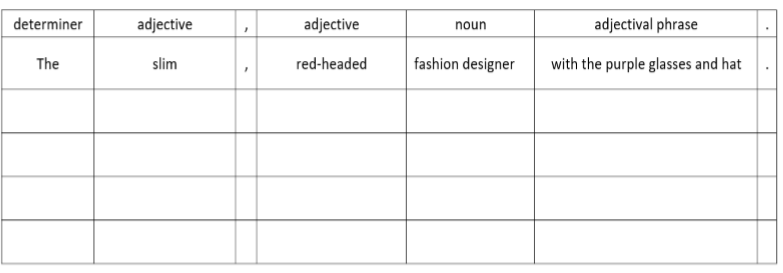 determiner adjective , adjective noun adjectival phrase .
The slim , red-headed fashion designer with the purple glasses and hat .